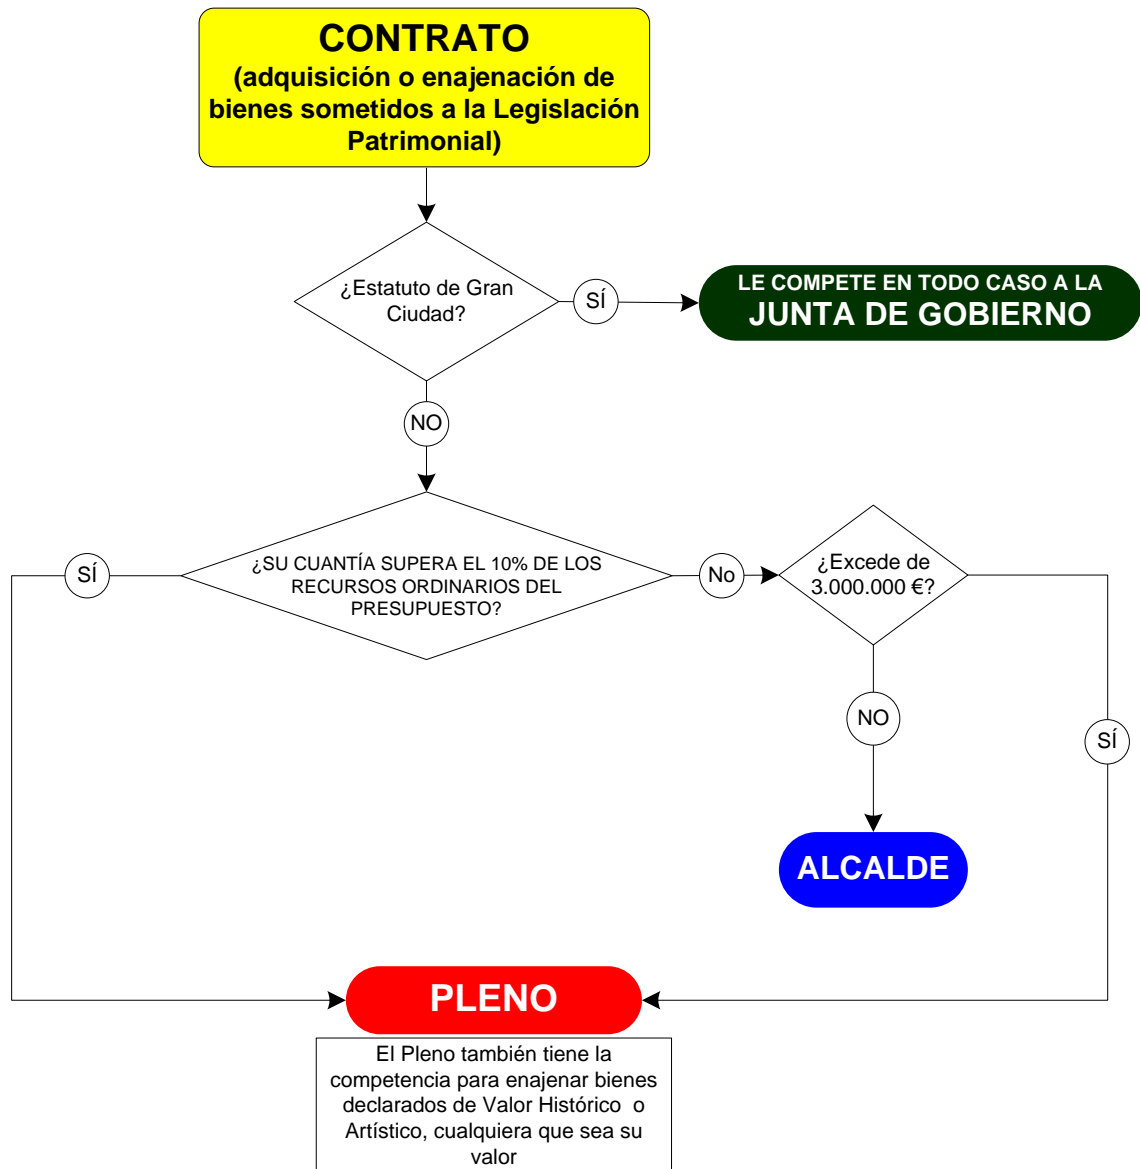 CONTRATO
(adquisición o enajenación de
bienes sometidos a la Legislación
Patrimonial)
¿Estatuto de Gran
Ciudad?
SÍ
LE COMPETE EN TODO CASO A LA
JUNTA DE GOBIERNO
NO
¿SU CUANTÍA SUPERA EL 10% DE LOS
RECURSOS ORDINARIOS DEL
PRESUPUESTO?
SÍ
No
¿Excede de
3.000.000 €?
NO
SÍ
ALCALDE
PLENO
El Pleno también tiene la
competencia para enajenar bienes
declarados de Valor Histórico o
Artístico, cualquiera que sea su
valor